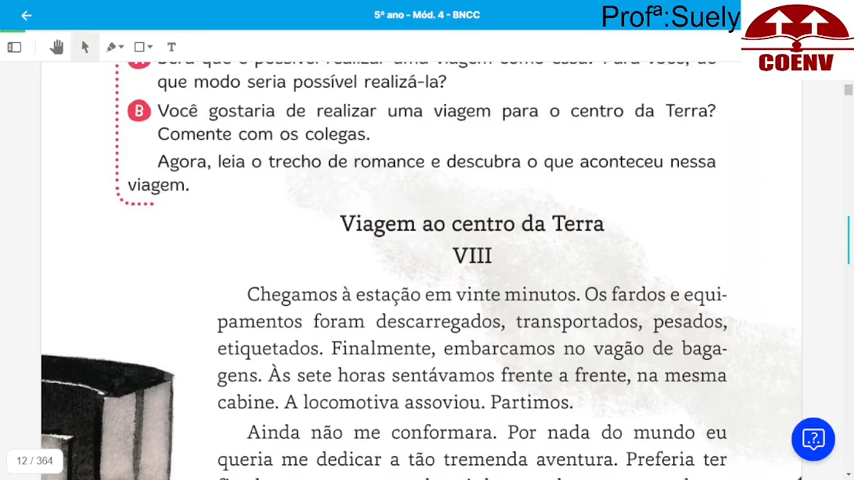 5º ano - Mód. 4 - BNCC
Profª:Suely
COENV
T
que modo seria possível realizá-la?
B Você gostaria de realizar uma viagem para o centro da Terra?
Comente com os colegas.
Agora, leia o trecho de romance e descubra o que aconteceu nessa
viagem.
Viagem ao centro da Terra
VIII
Chegamos à estação em vinte minutos. Os fardos e equi-
pamentos foram descarregados, transportados, pesados,
etiquetados. Finalmente, embarcamos no vagão de baga-
gens. Às sete horas sentávamos frente a frente, na mesma
cabine. A locomotiva assoviou. Partimos.
Ainda não me conformara. Por nada do mundo eu
queria me dedicar a tão tremenda aventura. Preferia ter
12 / 364